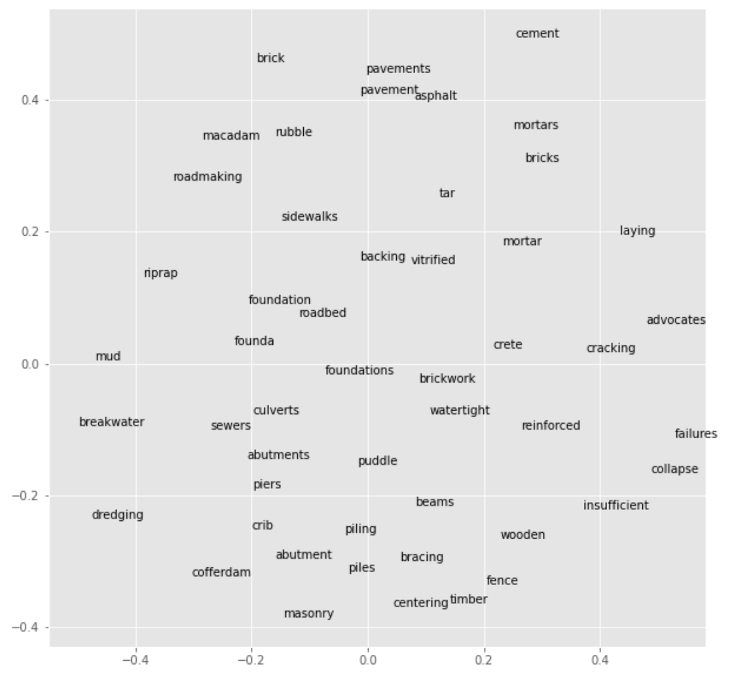 cement
brick
pavements
pavement
asphalt
0.4
mortars
rubble
macadam
bricks
roadmaking
tar
sidewalks
0.2
laying
mortar
backing
vitrified
riprap
foundation
roadbed
advocates
founda
crete
cracking
mud
0.0
foundations
brickwork
culverts
watertight
breakwater
sewers
reinforced
failures
abutments
puddle
collapse
piers
−0.2
beams
insufficient
dredging
crib
piling
wooden
abutment
bracing
piles
cofferdam
fence
timber
centering
masonry
−0.4
−0.4 −0.2 0.0 0.2 0.4